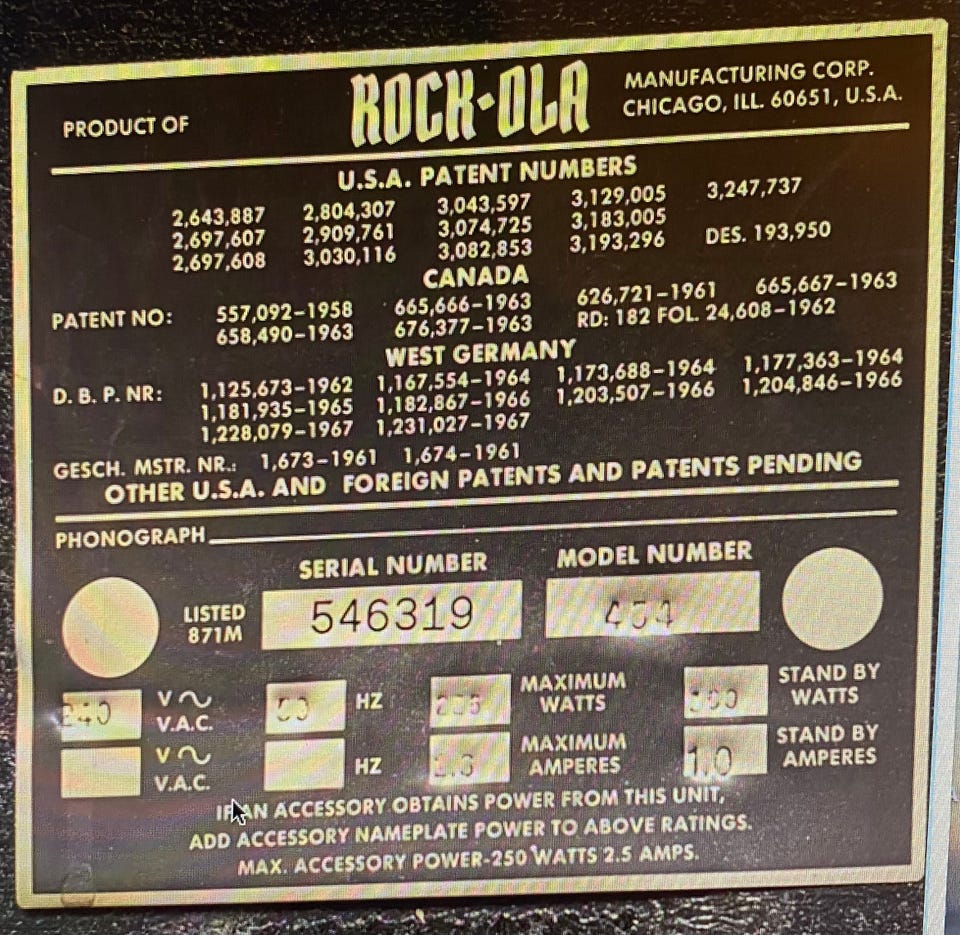 PRODUCT OF ROCK-OLA MANUFACTURING CORP.
CHICAGO, ILL. 60651, U.S.A.
U.S.A. PATENT NUMBERS
2,643,887 2,804,307 3,043,597 3,129,005 3,247,737
2,697,607 2,909,761 3,074,725 3,183,005
2,697,608 3,030,116 3,082,853 3,193,296 DES. 193,950
CANADA
PATENT NO: 557,092-1958 665,666-1963 626,721-1961 665,667-1963
658,490-1963 676,377-1963 RD: 182 FOL. 24,608-1962
WEST GERMANY
D. B. P. NR: 1,125,673-1962 1,167,554-1964 1,173,688-1964 1,177,363-1964
1,181,935-1965 1,182,867-1966 1,203,507-1966 1,204,846-1966
1,228,079-1967 1,231,027-1967
GESCH. MSTR. NR.: 1,673-1961 1,674-1961
OTHER U.S.A. AND FOREIGN PATENTS AND PATENTS PENDING
PHONOGRAPH
SERIAL NUMBER MODEL NUMBER
LISTED
871M
546319 454
240 V~
V.A.C.
50 HZ MAXIMUM
WATTS
STAND BY
WATTS
V~
V.A.C.
HZ MAXIMUM
AMPERES
1.0 STAND BY
AMPERES
IF AN ACCESSORY OBTAINS POWER FROM THIS UNIT,
ADD ACCESSORY NAMEPLATE POWER TO ABOVE RATINGS.
MAX. ACCESSORY POWER-250 WATTS 2.5 AMPS.